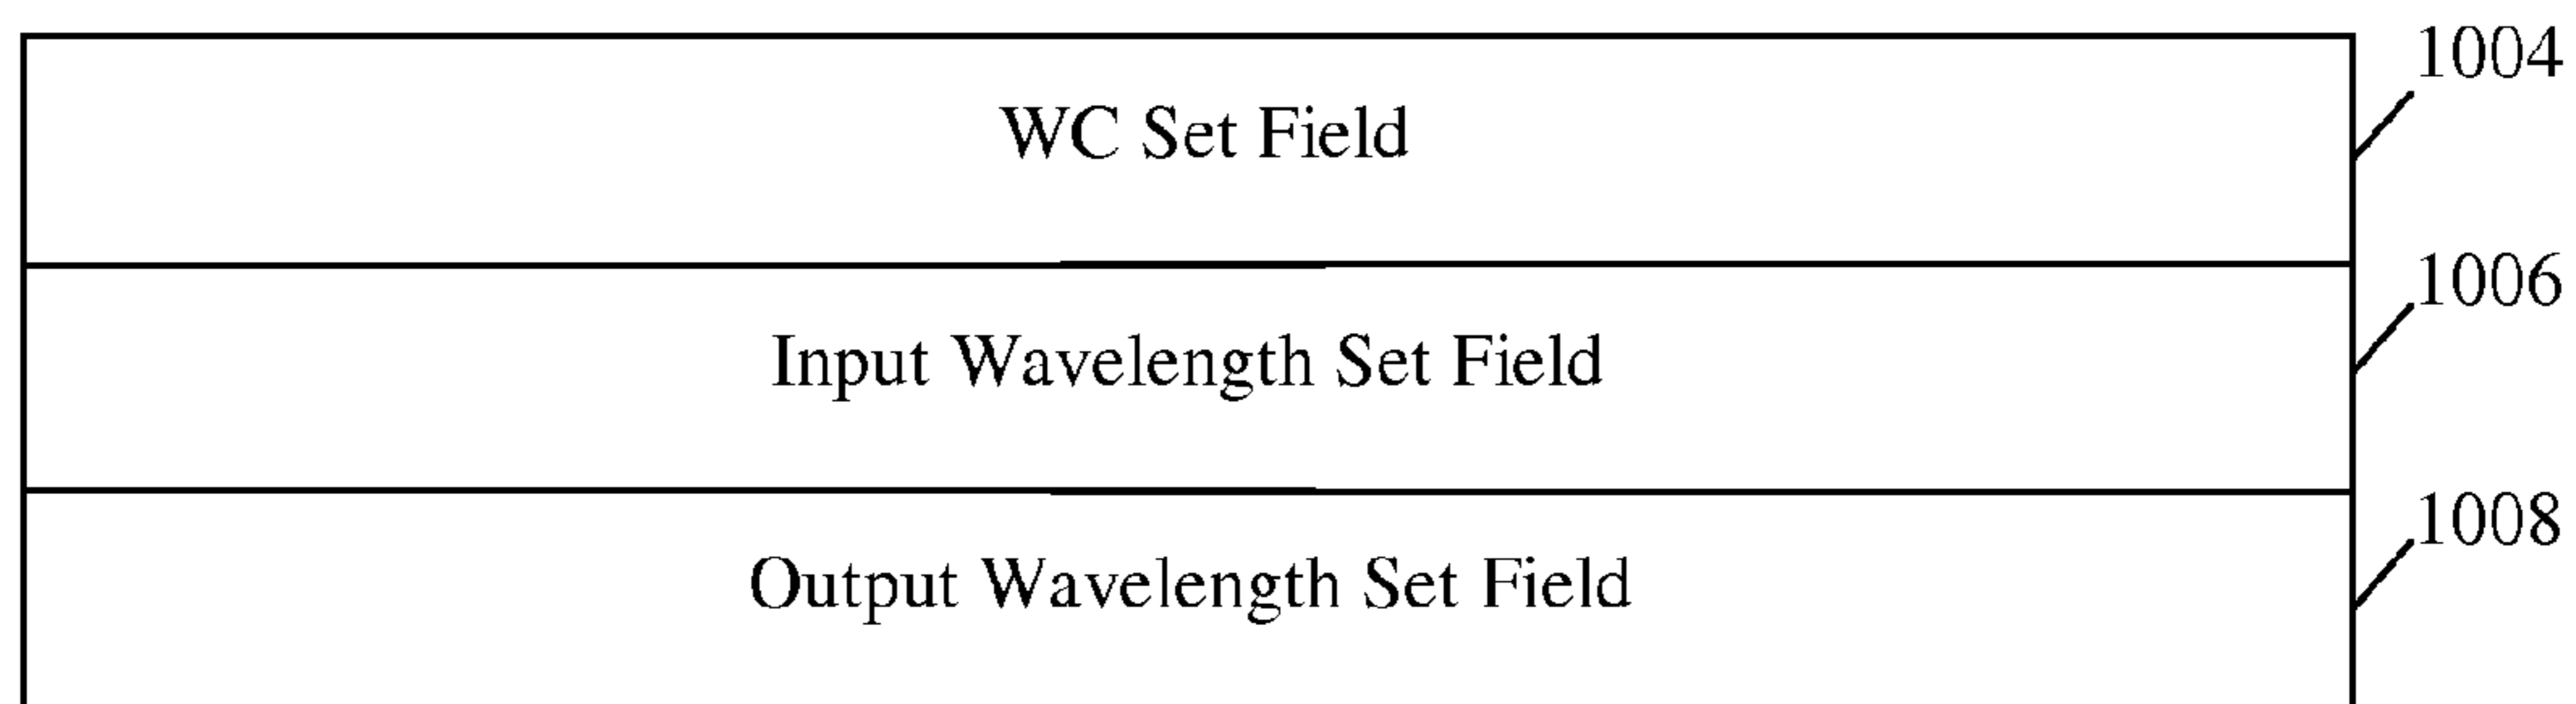 1004
WC Set Field
1006
Input Wavelength Set Field
1008
Output Wavelength Set Field